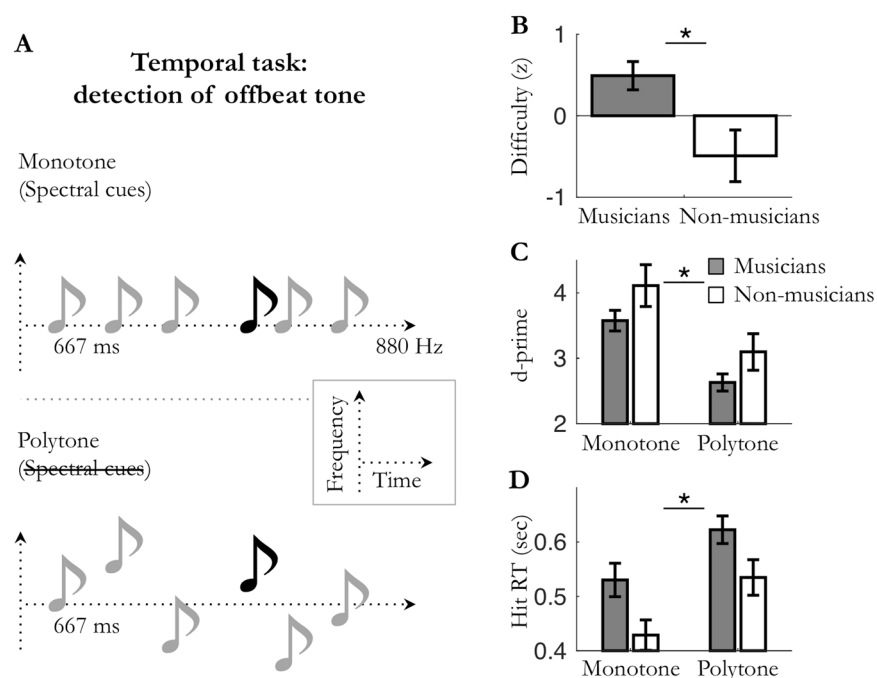 A
Temporal task:
detection of offbeat tone
Monotone
(Spectral cues)
667 ms
880 Hz
Polytone
(Spectral cues)
Frequency
Time
667 ms
B
Difficulty (z)
1
0
-1
*
Musicians
Non-musicians
C
d-prime
4
3
2
*
Musicians
Non-musicians
Monotone
Polytone
D
Hit RT (sec)
0.6
0.5
0.4
*
Monotone
Polytone